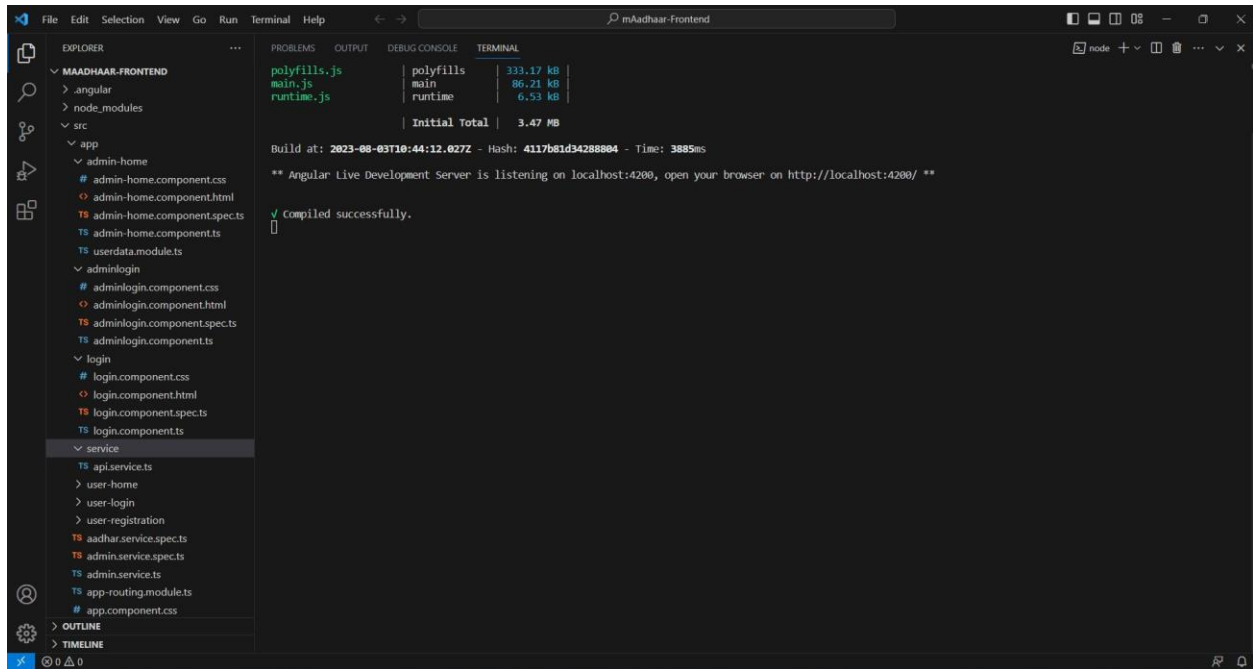 File Edit Selection View Go Run Terminal Help mAadhaar-Frontend
EXPLORER
MAADHAAR-FRONTEND
.angular
node_modules
src
app
admin-home
admin-home.component.css
admin-home.component.html
admin-home.component.spec.ts
admin-home.component.ts
userdata.module.ts
adminlogin
adminlogin.component.css
adminlogin.component.html
adminlogin.component.spec.ts
adminlogin.component.ts
login
login.component.css
login.component.html
login.component.spec.ts
login.component.ts
service
api.service.ts
user-home
user-login
user-registration
aadhar.service.spec.ts
admin.service.spec.ts
admin.service.ts
app-routing.module.ts
app.component.css
OUTLINE
TIMELINE
PROBLEMS OUTPUT DEBUG CONSOLE TERMINAL node
polyfills.js | polyfills | 333.17 kB |
main.js | main | 86.21 kB |
runtime.js | runtime | 6.53 kB |
| Initial Total | 3.47 MB
Build at: 2023-08-03T10:44:12.027Z - Hash: 4117b81d34288804 - Time: 3885ms
** Angular Live Development Server is listening on localhost:4200, open your browser on http://localhost:4200/ **
√ Compiled successfully.
0 0